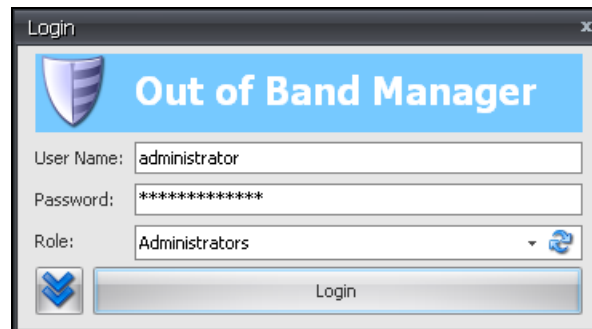 Login x
Out of Band Manager
User Name: administrator
Password: *************
Role: Administrators
Login